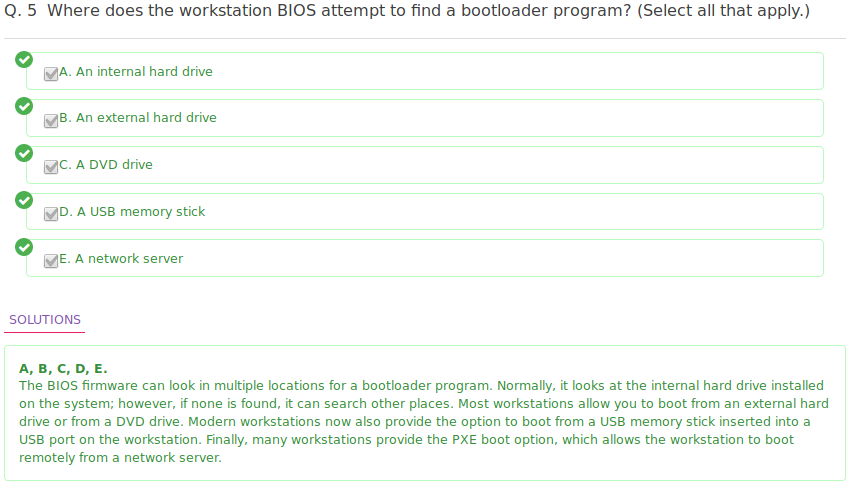 Q. 5 Where does the workstation BIOS attempt to find a bootloader program? (Select all that apply.)
A. An internal hard drive
B. An external hard drive
C. A DVD drive
D. A USB memory stick
E. A network server
SOLUTIONS
A, B, C, D, E.
The BIOS firmware can look in multiple locations for a bootloader program. Normally, it looks at the internal hard drive installed
on the system; however, if none is found, it can search other places. Most workstations allow you to boot from an external hard
drive or from a DVD drive. Modern workstations now also provide the option to boot from a USB memory stick inserted into a
USB port on the workstation. Finally, many workstations provide the PXE boot option, which allows the workstation to boot
remotely from a network server.